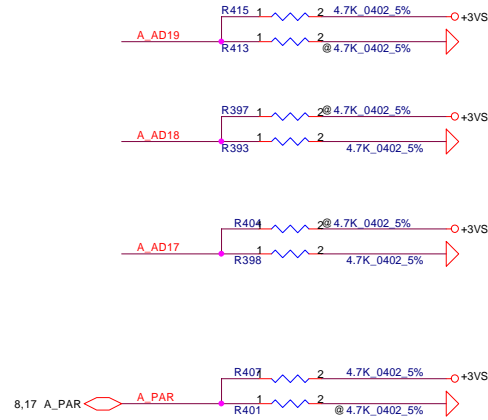 R415 1 2 4.7K_0402_5% +3VS
A_AD19
R413 1 2 @ 4.7K_0402_5%
R397 1 2 @ 4.7K_0402_5% +3VS
A_AD18
R393 1 2 4.7K_0402_5%
R404 1 2 @ 4.7K_0402_5% +3VS
A_AD17
R398 1 2 4.7K_0402_5%
R407 1 2 4.7K_0402_5% +3VS
8,17 A_PAR A_PAR
R401 1 2 @ 4.7K_0402_5%